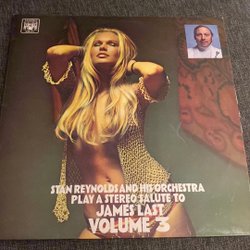 STAN REYNOLDS AND HIS ORCHESTRA
PLAY A STEREO SALUTE TO
JAMES LAST
VOLUME 3